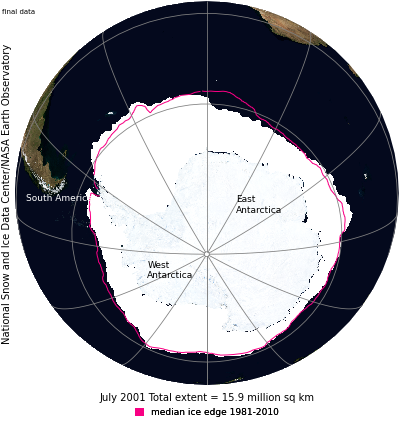 final data
National Snow and Ice Data Center/NASA Earth Observatory
South America
East
Antarctica
West
Antarctica
July 2001 Total extent = 15.9 million sq km
median ice edge 1981-2010